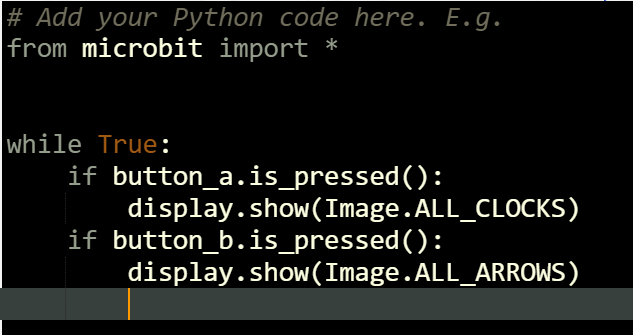 # Add your Python code here. E.g.
from microbit import *
while True:
    if button_a.is_pressed():
        display.show(Image.ALL_CLOCKS)
    if button_b.is_pressed():
        display.show(Image.ALL_ARROWS)